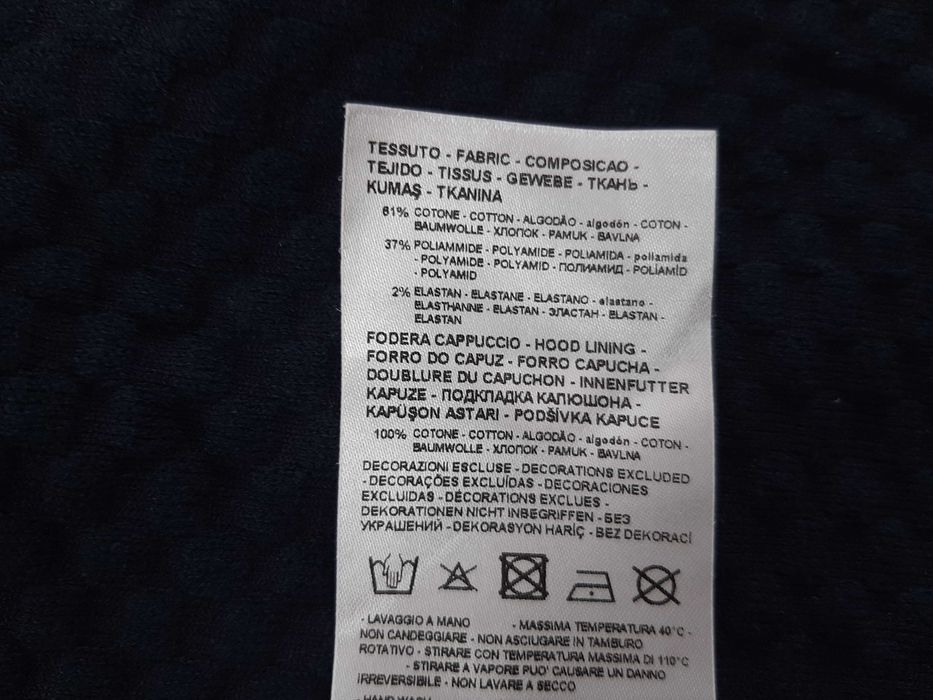 TESSUTO - FABRIC - COMPOSICAO -
TEJIDO - TISSUS - GEWEBE - ТКАНЬ -
KUMAŞ - TKANINA
61% COTONE - COTTON - ALGODÃO - algodón - COTON -
BAUMWOLLE - ХЛОПОК - PAMUK - BAVLNA
37% POLIAMMIDE - POLYAMIDE - POLIAMIDA - poliamida
- POLYAMIDE - POLYAMID - ПОЛИАМИД - POLİAMİD
- POLYAMID
2% ELASTAN - ELASTANE - ELASTANO - elastano -
ELASTHANNE - ELASTAN - ЭЛАСТАН - ELASTAN -
ELASTAN
FODERA CAPPUCCIO - HOOD LINING -
FORRO DO CAPUZ - FORRO CAPUCHA -
DOUBLURE DU CAPUCHON - INNENFUTTER
KAPUZE - ПОДКЛАДКА КАПЮШОНА -
KAPÜŞON ASTARI - PODŠÍVKA KAPUCE
100% COTONE - COTTON - ALGODÃO - algodón - COTON -
BAUMWOLLE - ХЛОПОК - PAMUK - BAVLNA
DECORAZIONI ESCLUSE - DECORATIONS EXCLUDED
- DECORAÇÕES EXCLUÍDAS - DECORACIONES
EXCLUIDAS - DÉCORATIONS EXCLUES -
DEKORATIONEN NICHT INBEGRIFFEN - БЕЗ
УКРАШЕНИЙ - DEKORASYON HARİÇ - BEZ DEKORACÍ
- LAVAGGIO A MANO - MASSIMA TEMPERATURA 40°C -
NON CANDEGGIARE - NON ASCIUGARE IN TAMBURO
ROTATIVO - STIRARE CON TEMPERATURA MASSIMA DI 110°C
- STIRARE A VAPORE PUO' CAUSARE UN DANNO
IRREVERSIBILE - NON LAVARE A SECCO
- HAND WASH